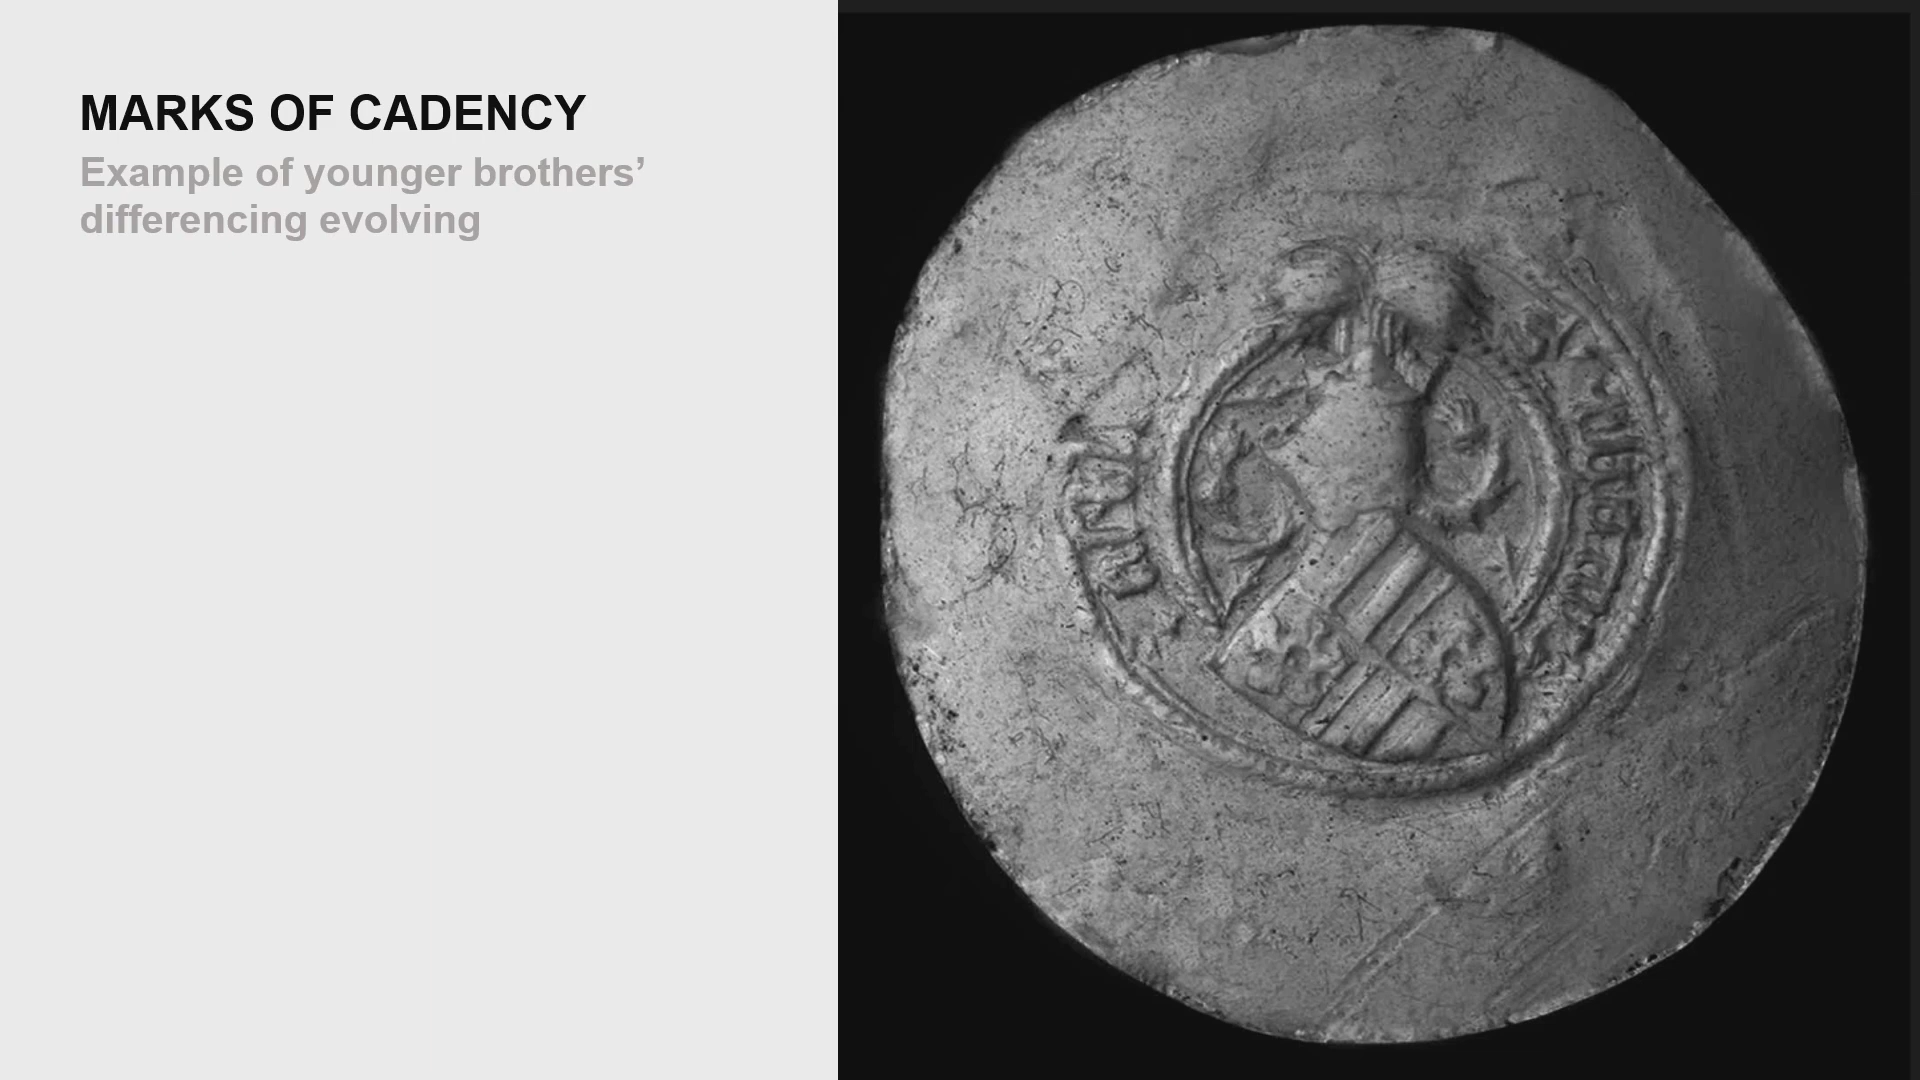 MARKS OF CADENCY
Example of younger brothers’
differencing evolving